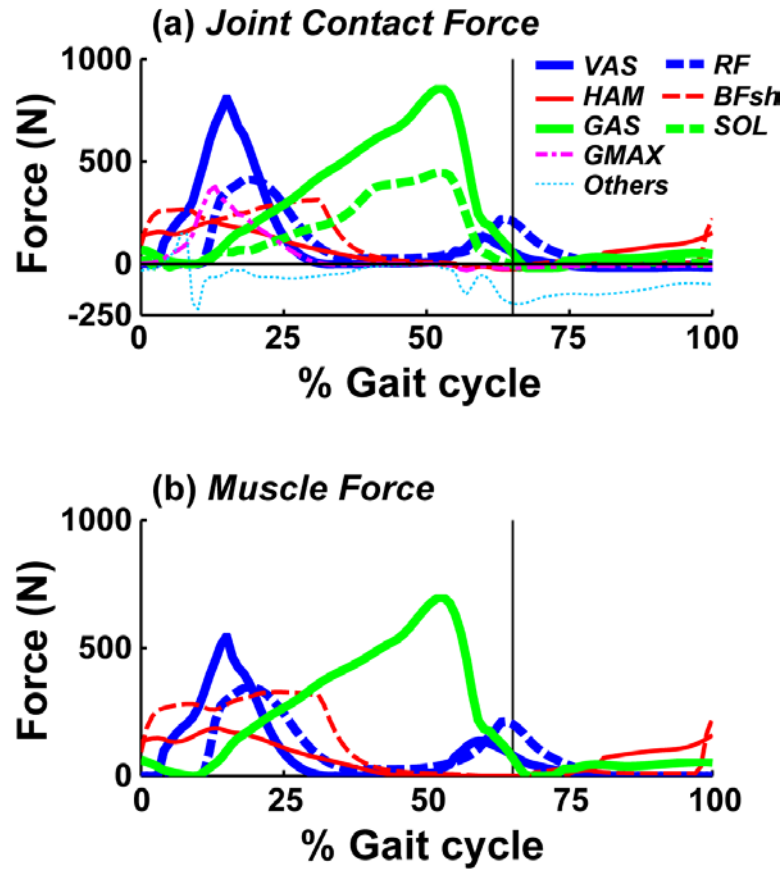 (a) Joint Contact Force
1000
500
0
-250
Force (N)
VAS
RF
HAM
BFsh
GAS
SOL
GMAX
Others
0
25
50
75
100
% Gait cycle
(b) Muscle Force
1000
500
0
Force (N)
0
25
50
75
100
% Gait cycle